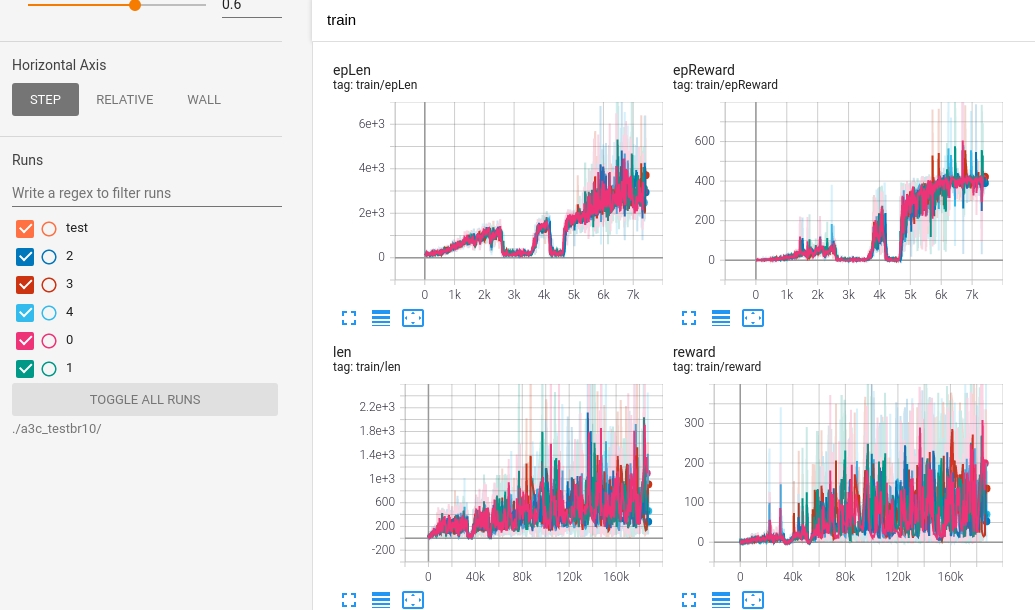 0.6
train
Horizontal Axis
STEP RELATIVE WALL
Runs
Write a regex to filter runs
test
2
3
4
0
1
TOGGLE ALL RUNS
./a3c_testbr10/
epLen
tag: train/epLen
6e+3
4e+3
2e+3
0
0 1k 2k 3k 4k 5k 6k 7k
epReward
tag: train/epReward
600
400
200
0
0 1k 2k 3k 4k 5k 6k 7k
len
tag: train/len
2.2e+3
1.8e+3
1.4e+3
1e+3
600
200
-200
0 40k 80k 120k 160k
reward
tag: train/reward
300
200
100
0
0 40k 80k 120k 160k